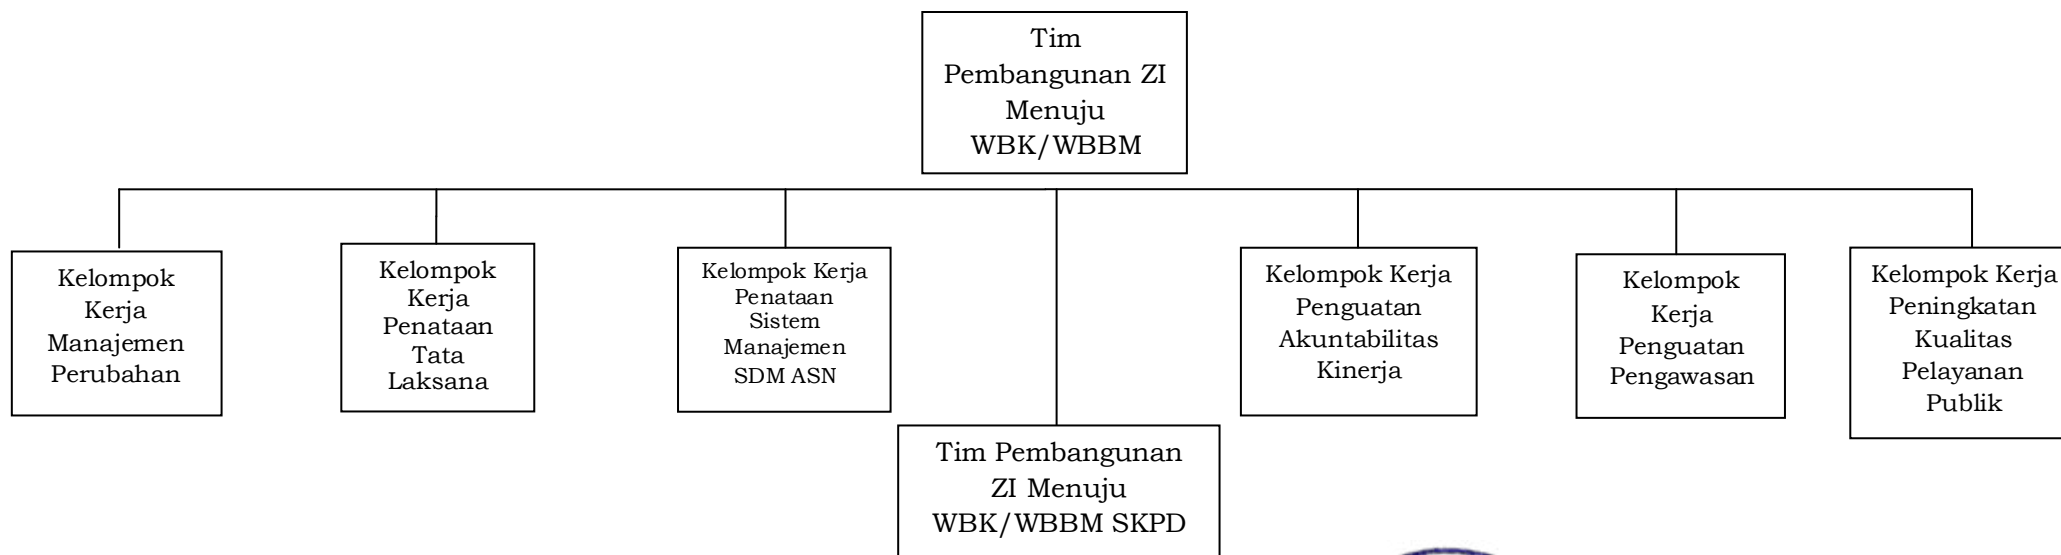 Tim
Pembangunan ZI
Menuju
WBK/WBBM
Kelompok
Kerja
Manajemen
Perubahan
Kelompok
Kerja
Penataan
Tata
Laksana
Kelompok Kerja
Penataan
Sistem
Manajemen
SDM ASN
Kelompok Kerja
Penguatan
Akuntabilitas
Kinerja
Kelompok
Kerja
Penguatan
Pengawasan
Kelompok Kerja
Peningkatan
Kualitas
Pelayanan
Publik
Tim Pembangunan
ZI Menuju
WBK/WBBM SKPD